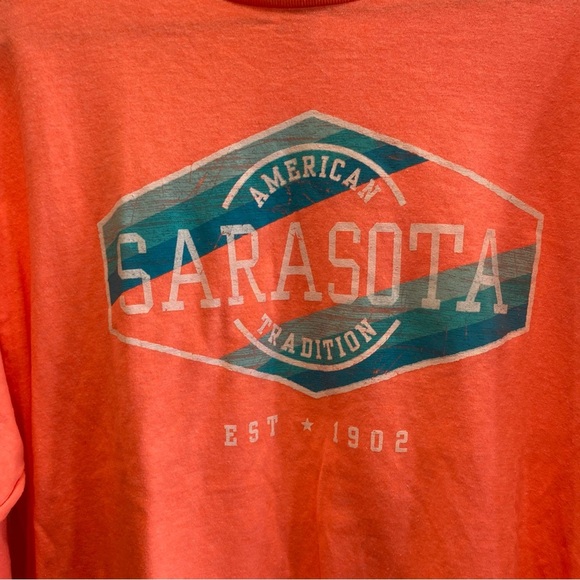 AMERICAN
SARASOTA
TRADITION
EST ★ 1902